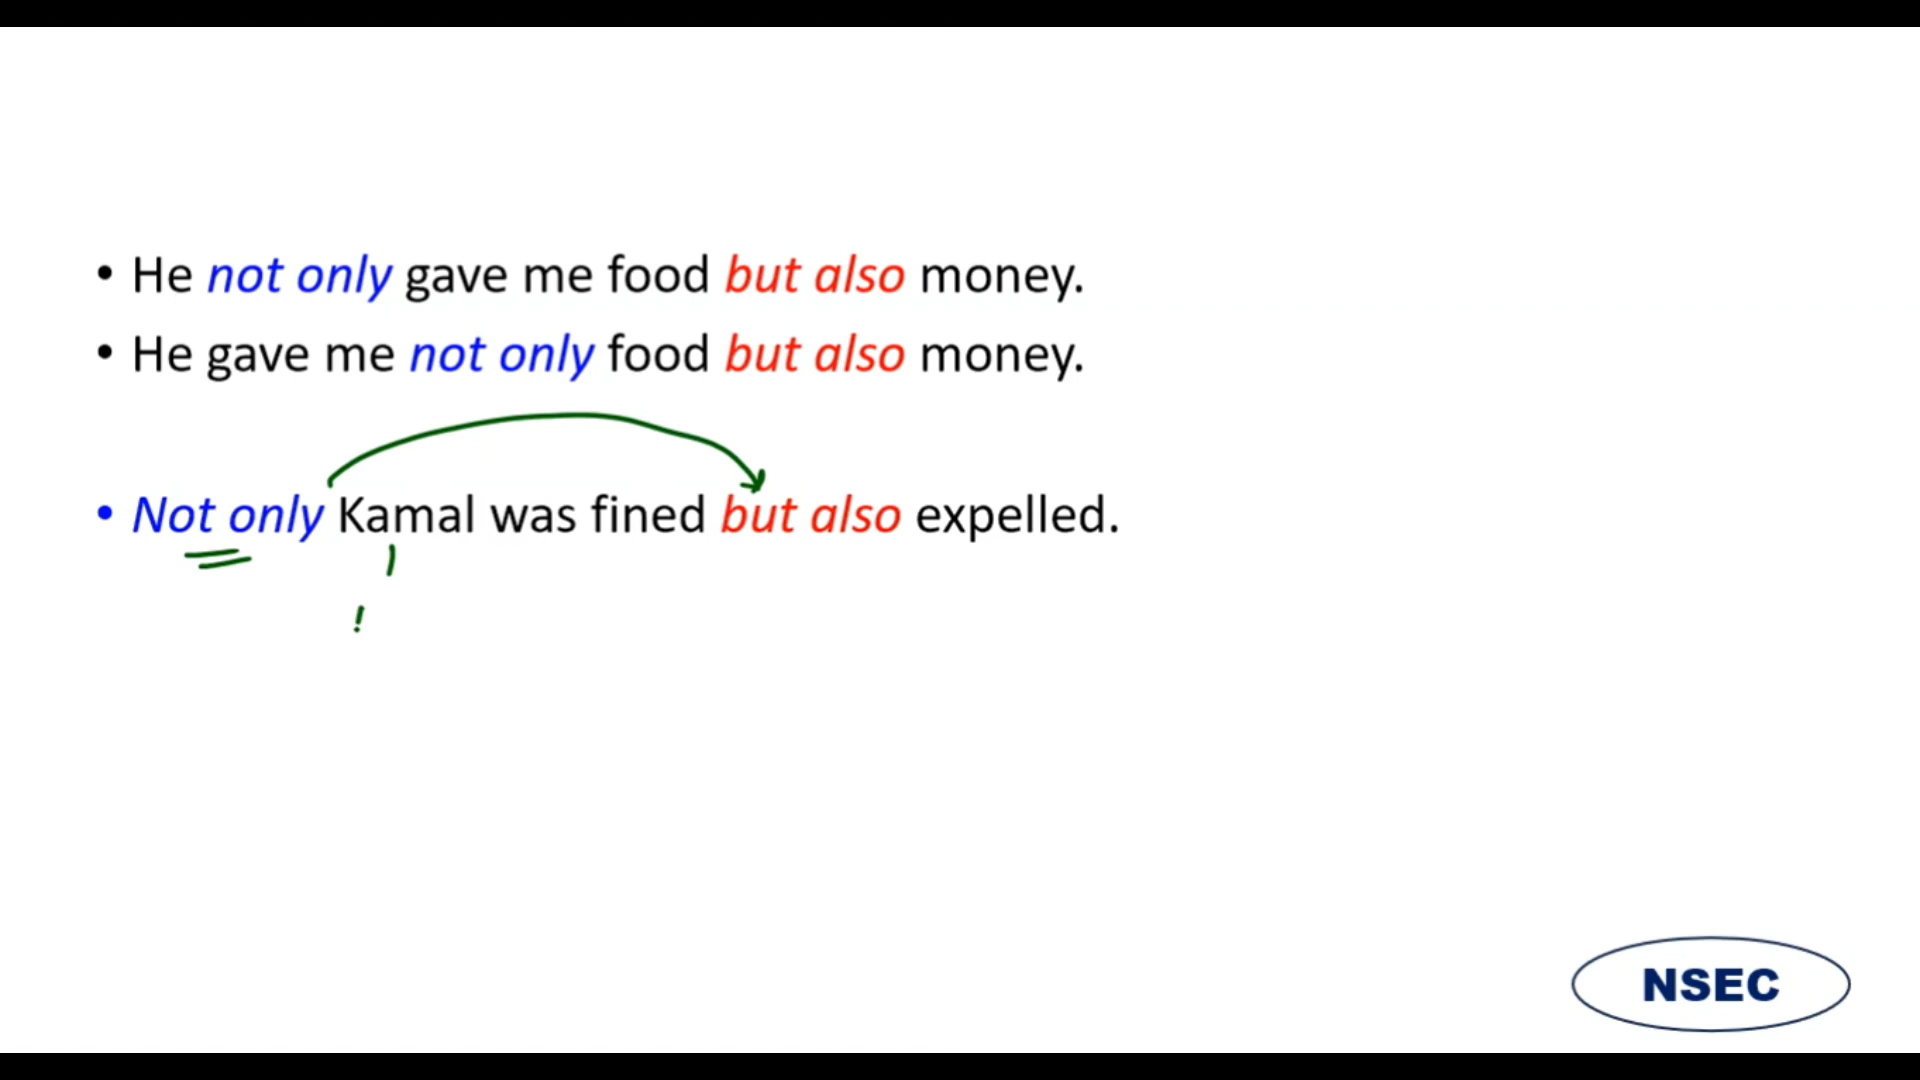 • He not only gave me food but also money.
• He gave me not only food but also money.
• Not only Kamal was fined but also expelled.
NSEC